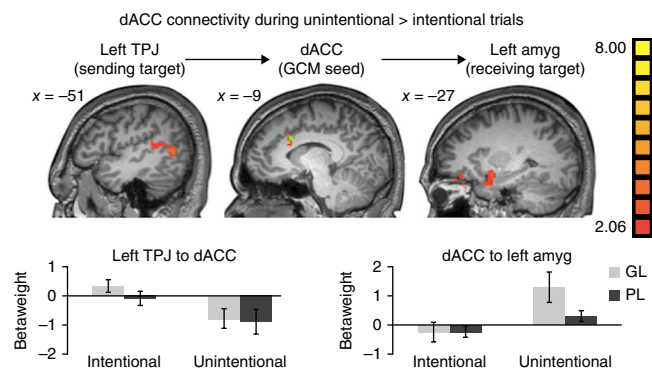 dACC connectivity during unintentional > intentional trials
Left TPJ
(sending target)
dACC
(GCM seed)
Left amyg
(receiving target)
x = –51
x = –9
x = –27
8.00
2.06
Left TPJ to dACC
Betaweight
1
0
–1
–2
Intentional
Unintentional
dACC to left amyg
Betaweight
2
1
0
–1
Intentional
Unintentional
GL
PL